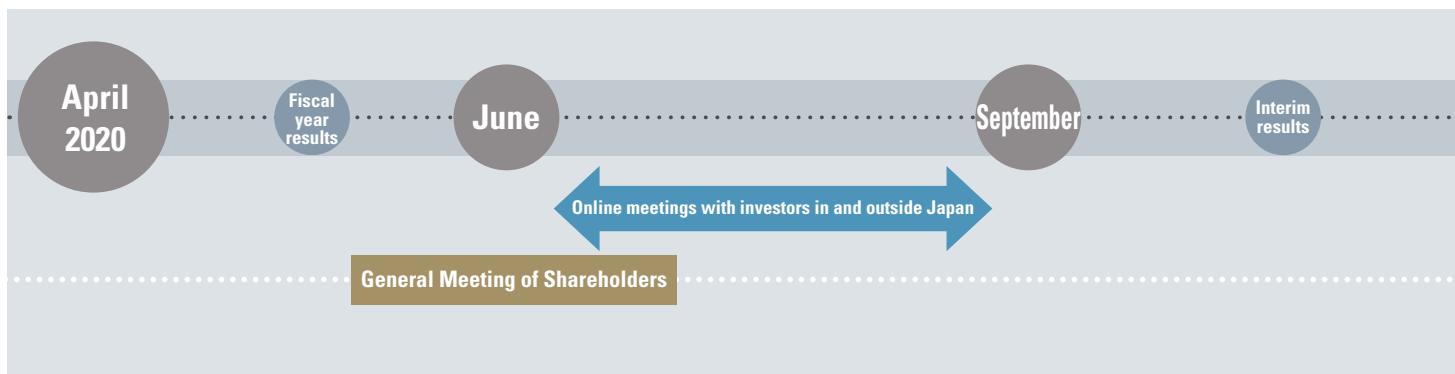 April
2020
Fiscal
year
results
June
September
Interim
results
Online meetings with investors in and outside Japan
General Meeting of Shareholders